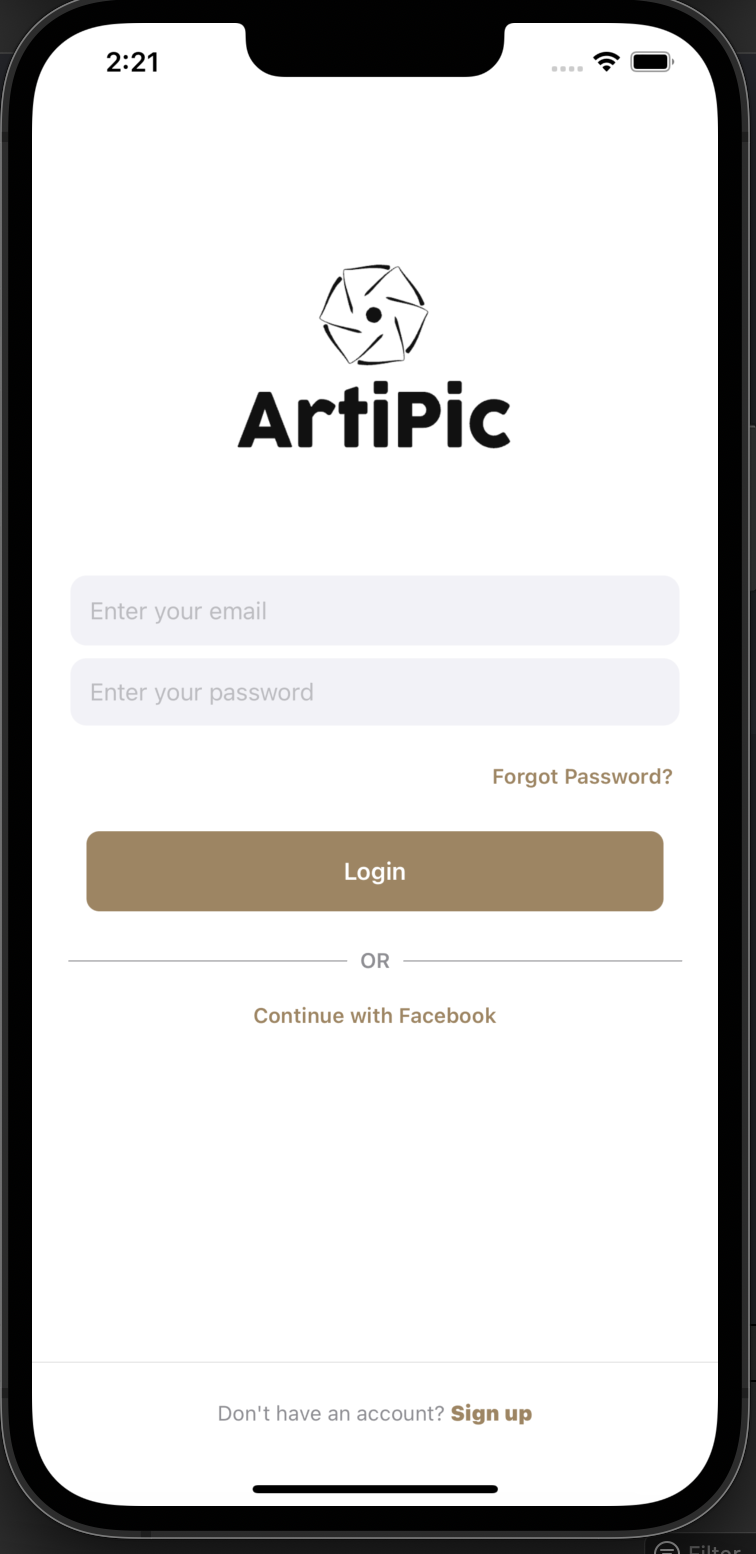 2:21
ArtiPic
Enter your email
Enter your password
Forgot Password?
Login
OR
Continue with Facebook
Don't have an account? Sign up
Filter